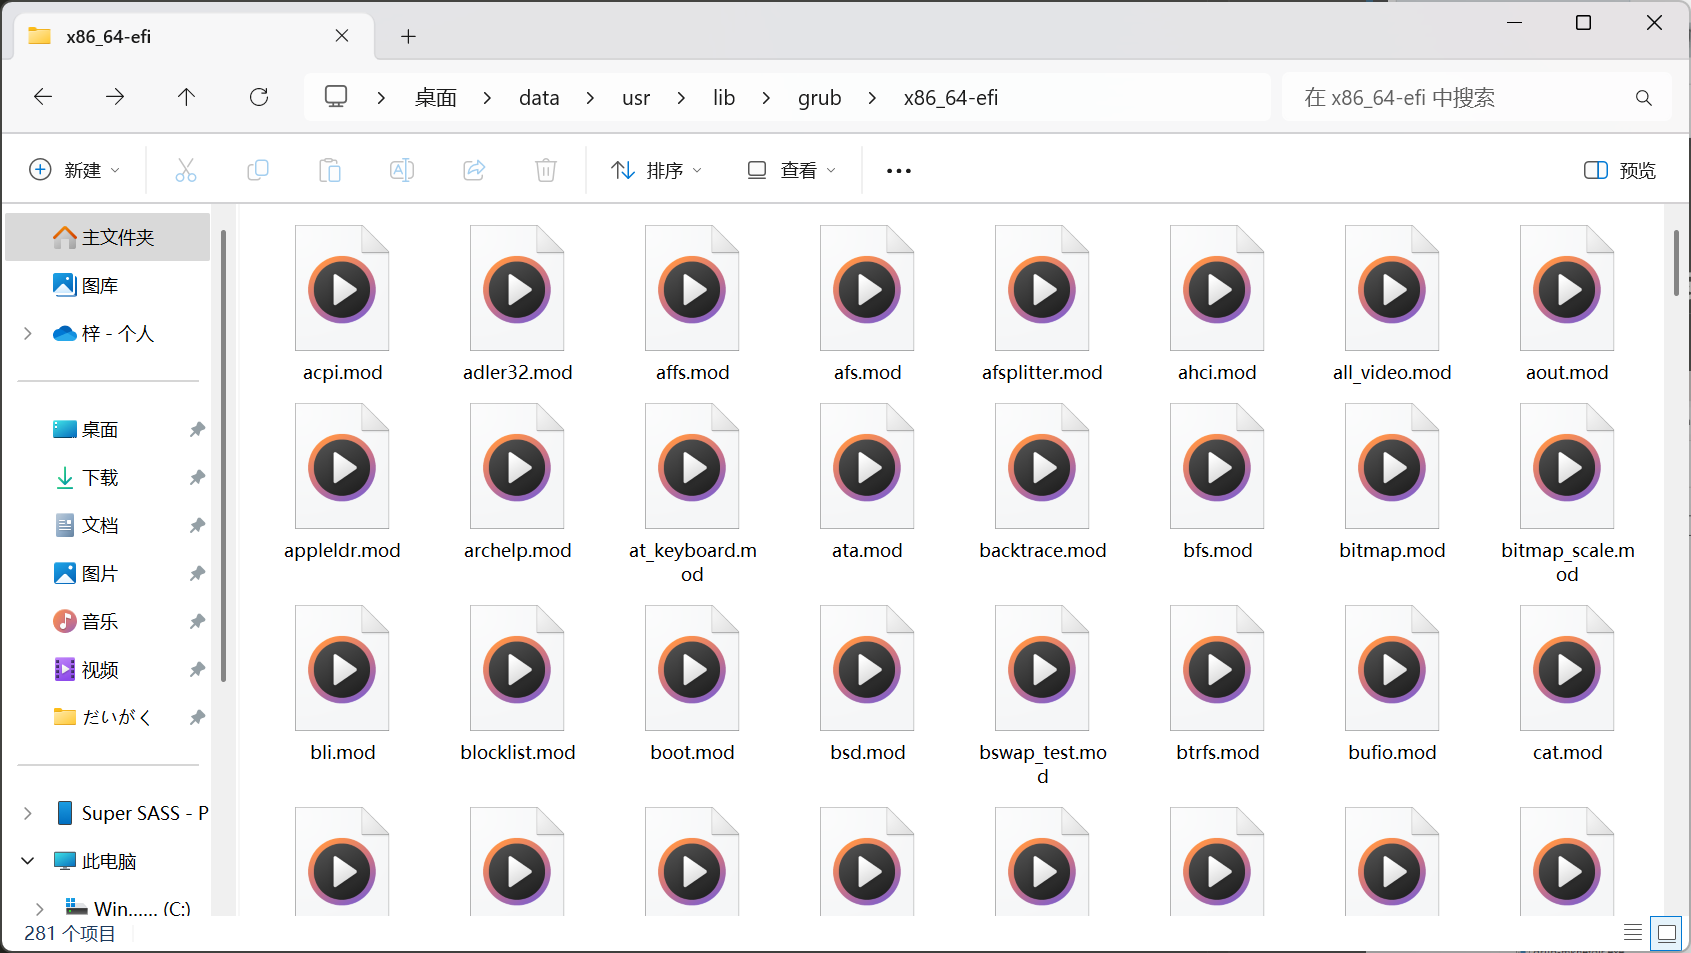 x86_64-efi
桌面 data usr lib grub x86_64-efi
在 x86_64-efi 中搜索
新建 排序 查看 预览
主文件夹
图库
梓 - 个人
桌面
下载
文档
图片
音乐
视频
だいがく
Super SASS - P
此电脑
Win...... (C:)
acpi.mod adler32.mod affs.mod afs.mod afsplitter.mod ahci.mod all_video.mod aout.mod
appleldr.mod archelp.mod at_keyboard.m ata.mod backtrace.mod bfs.mod bitmap.mod bitmap_scale.m
od od
bli.mod blocklist.mod boot.mod bsd.mod bswap_test.mo btrfs.mod bufio.mod cat.mod
d
281 个项目